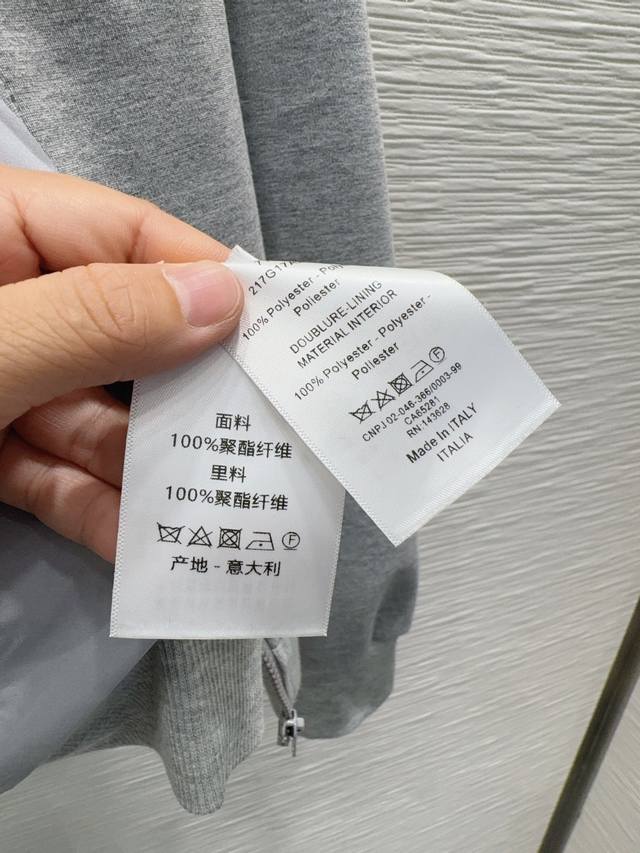 面料
100%聚酯纤维
里料
100%聚酯纤维
F
产地 - 意大利
217G17
100% Polyester - Poly
Poliester
DOUBLURE-LINING
MATERIAL INTERIOR
100% Polyester - Polyester -
Poliester
F
CNPJ-02-046-386/0003-99
CA65281
RN:143628
Made in ITALY
ITALIA